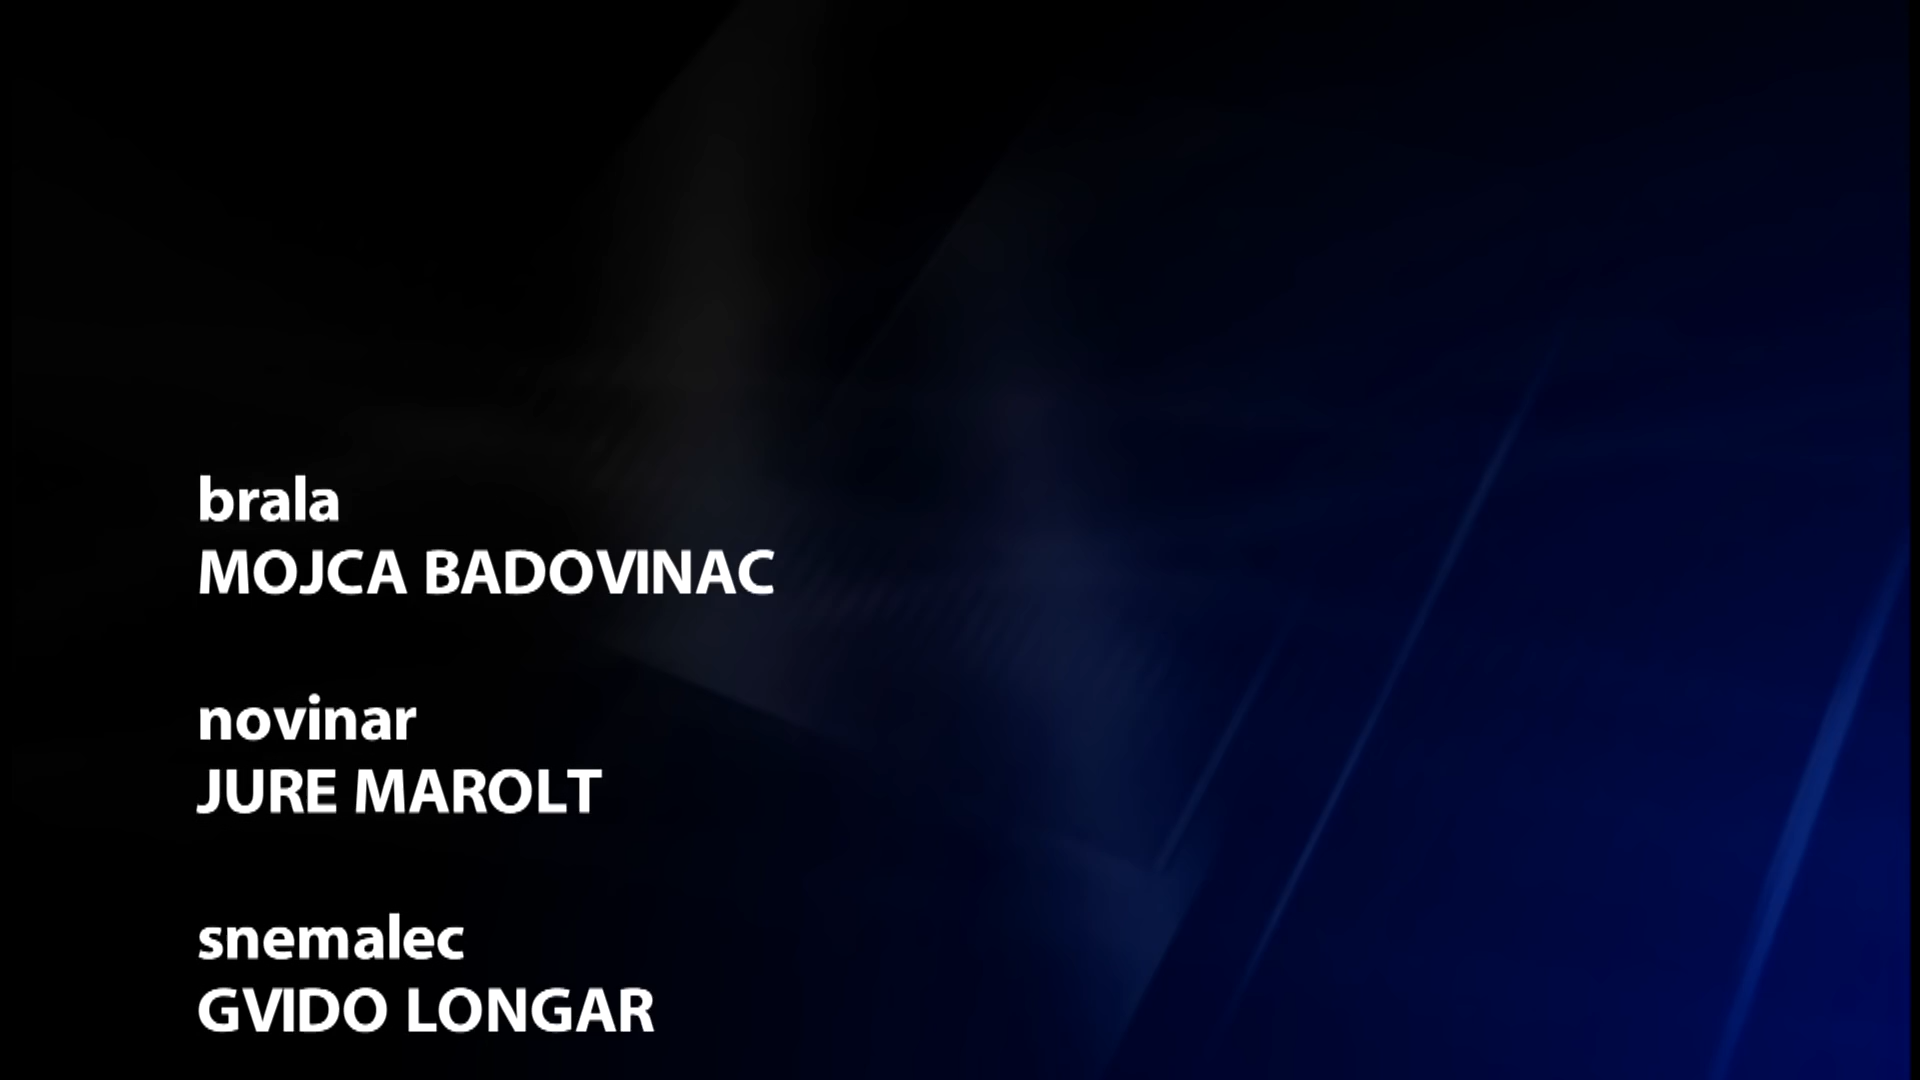 brala
MOJCA BADOVINAC
novinar
JURE MAROLT
snemalec
GVIDO LONGAR